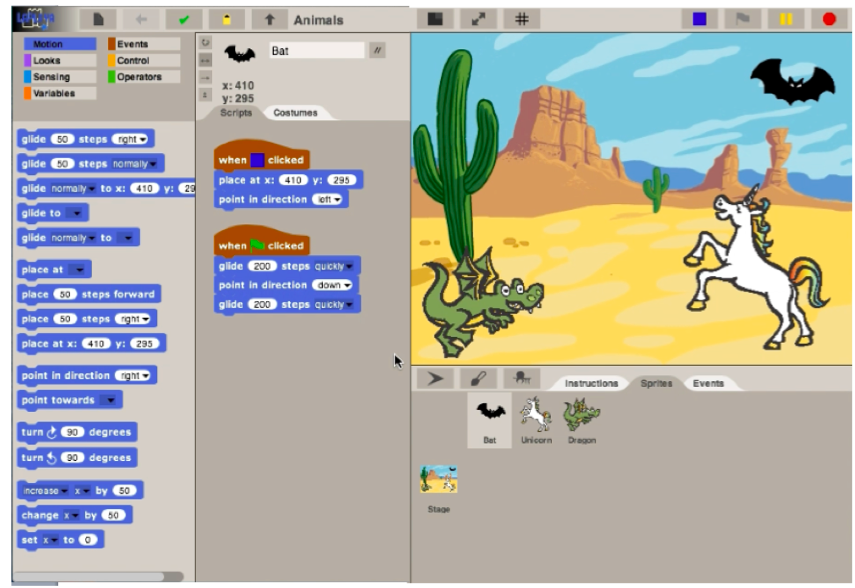 Animals
Motion
Events
Looks
Control
Sensing
Operators
Variables
glide 50 steps right
glide 50 steps normally
glide normally to x: 410 y: 29
glide to
glide normally to
place at
place 50 steps forward
place 50 steps right
place at x: 410 y: 295
point in direction right
point towards
turn 90 degrees
turn 90 degrees
increase x by 50
change x by 50
set x to 0
Bat
x: 410
y: 295
Scripts Costumes
when clicked
place at x: 410 y: 295
point in direction left
when clicked
glide 200 steps quickly
point in direction down
glide 200 steps quickly
Instructions Sprites Events
Bat Unicorn Dragon
Stage